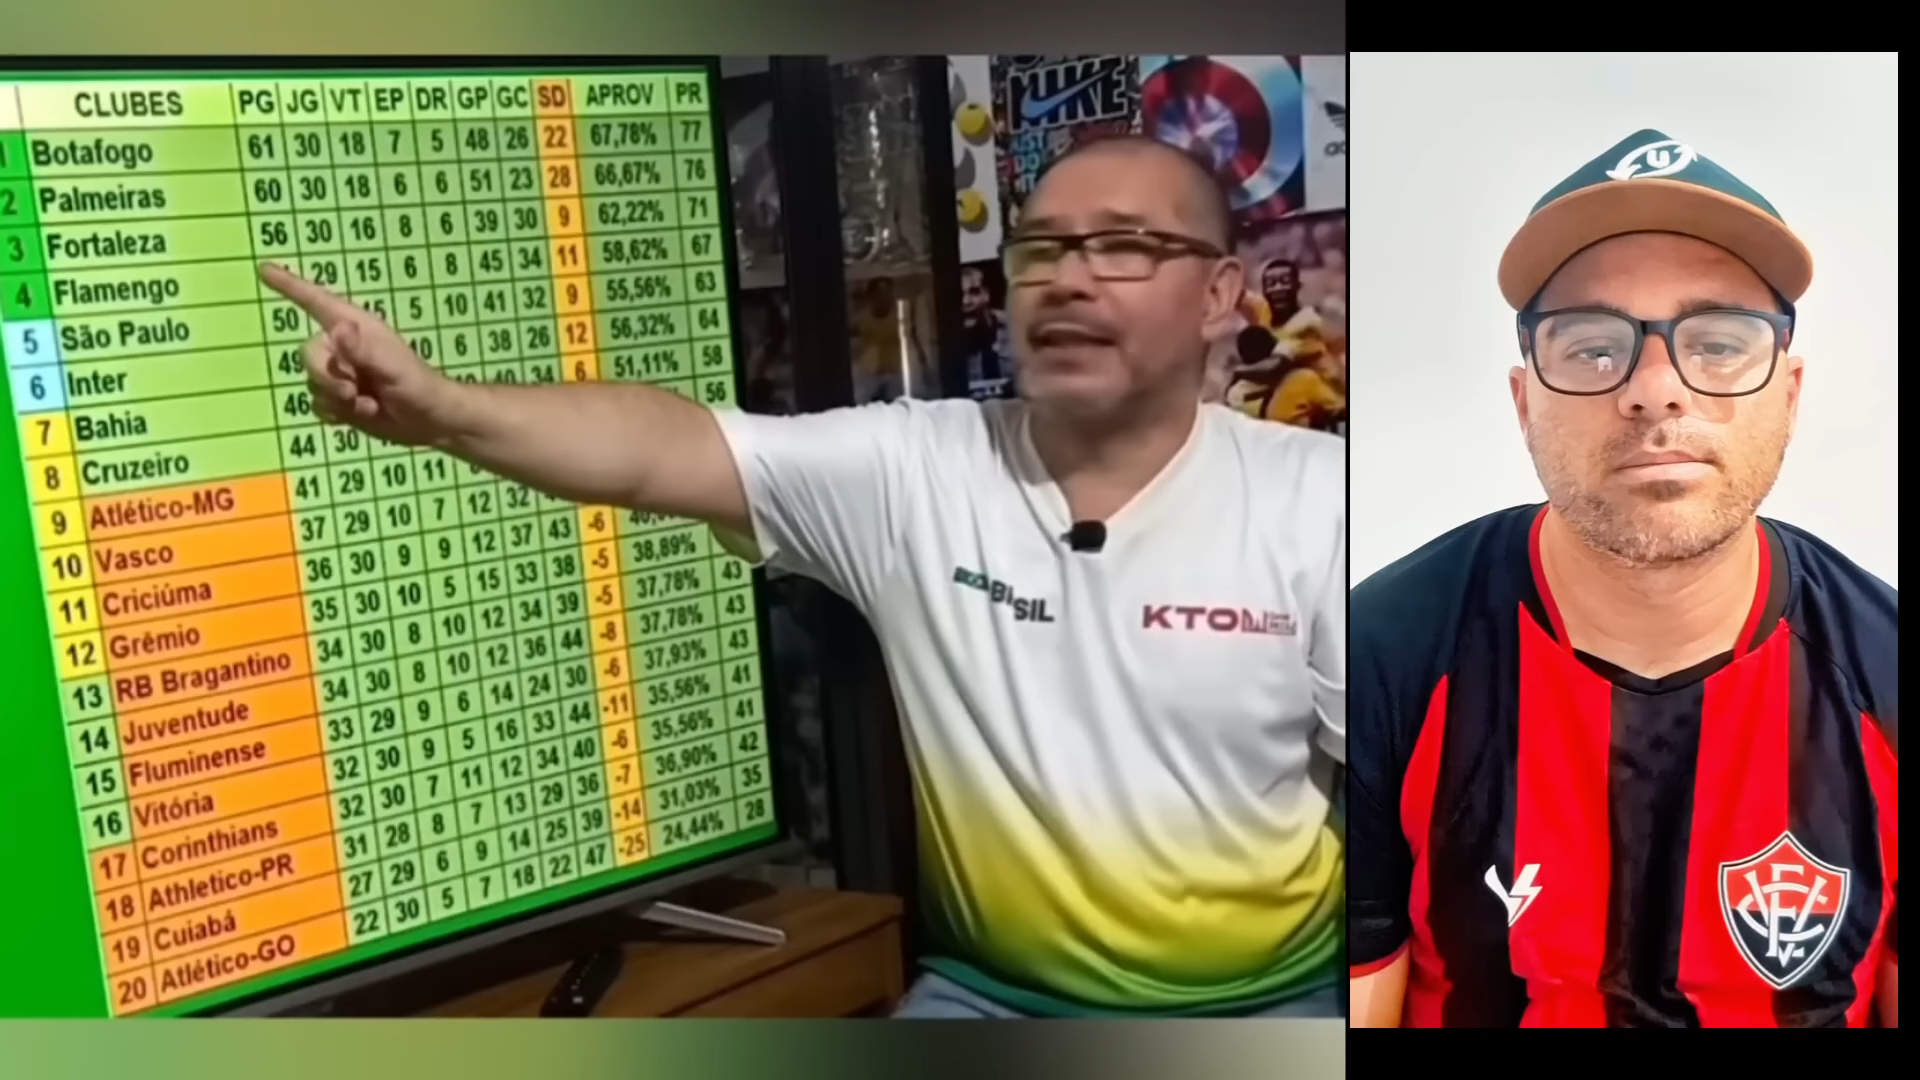 CLUBES PG JG VT EP DR GP GC SD APROV PR
1 Botafogo 61 30 18 7 5 48 26 22 67,78% 77
2 Palmeiras 60 30 18 6 6 51 23 28 66,67% 76
3 Fortaleza 56 30 16 8 6 39 30 9 62,22% 71
4 Flamengo 29 15 6 8 45 34 11 58,62% 67
5 São Paulo 50 15 5 10 41 32 9 55,56% 63
6 Inter 49 10 6 38 26 12 56,32% 64
7 Bahia 46 40 34 6 51,11% 58
8 Cruzeiro 44 30 56
9 Atlético-MG 41 29 10 11
10 Vasco 37 29 10 7 12 32
11 Criciúma 36 30 9 9 12 37 43 -6
12 Grêmio 35 30 10 5 15 33 38 -5 38,89%
13 RB Bragantino 34 30 8 10 12 34 39 -5 37,78% 43
14 Juventude 34 30 8 10 12 36 44 -8 37,78% 43
15 Fluminense 33 29 9 6 14 24 30 -6 37,93% 43
16 Vitória 32 30 9 5 16 33 44 -11 35,56% 41
17 Corinthians 32 30 7 11 12 34 40 -6 35,56% 41
18 Athletico-PR 31 28 8 7 13 29 36 -7 36,90% 42
19 Cuiabá 27 29 6 9 14 25 39 -14 31,03% 35
20 Atlético-GO 22 30 5 7 18 22 47 -25 24,44% 28
NIKE
JUST
DO
IT
KTO